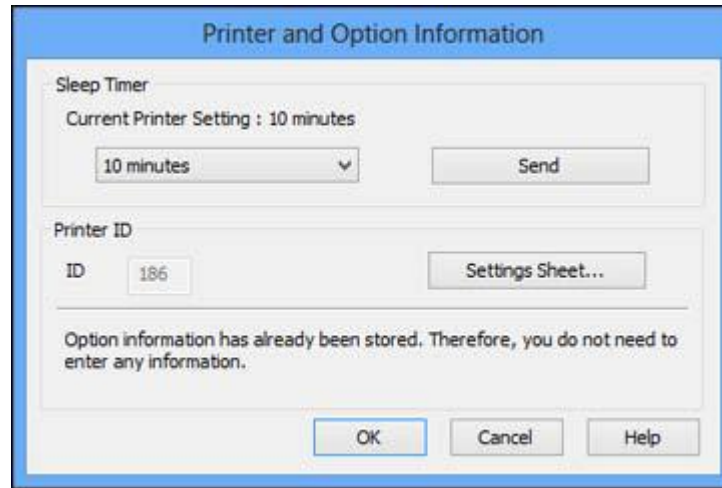 Printer and Option Information
Sleep Timer
Current Printer Setting : 10 minutes
10 minutes
Send
Printer ID
ID
186
Settings Sheet...
Option information has already been stored. Therefore, you do not need to
enter any information.
OK
Cancel
Help